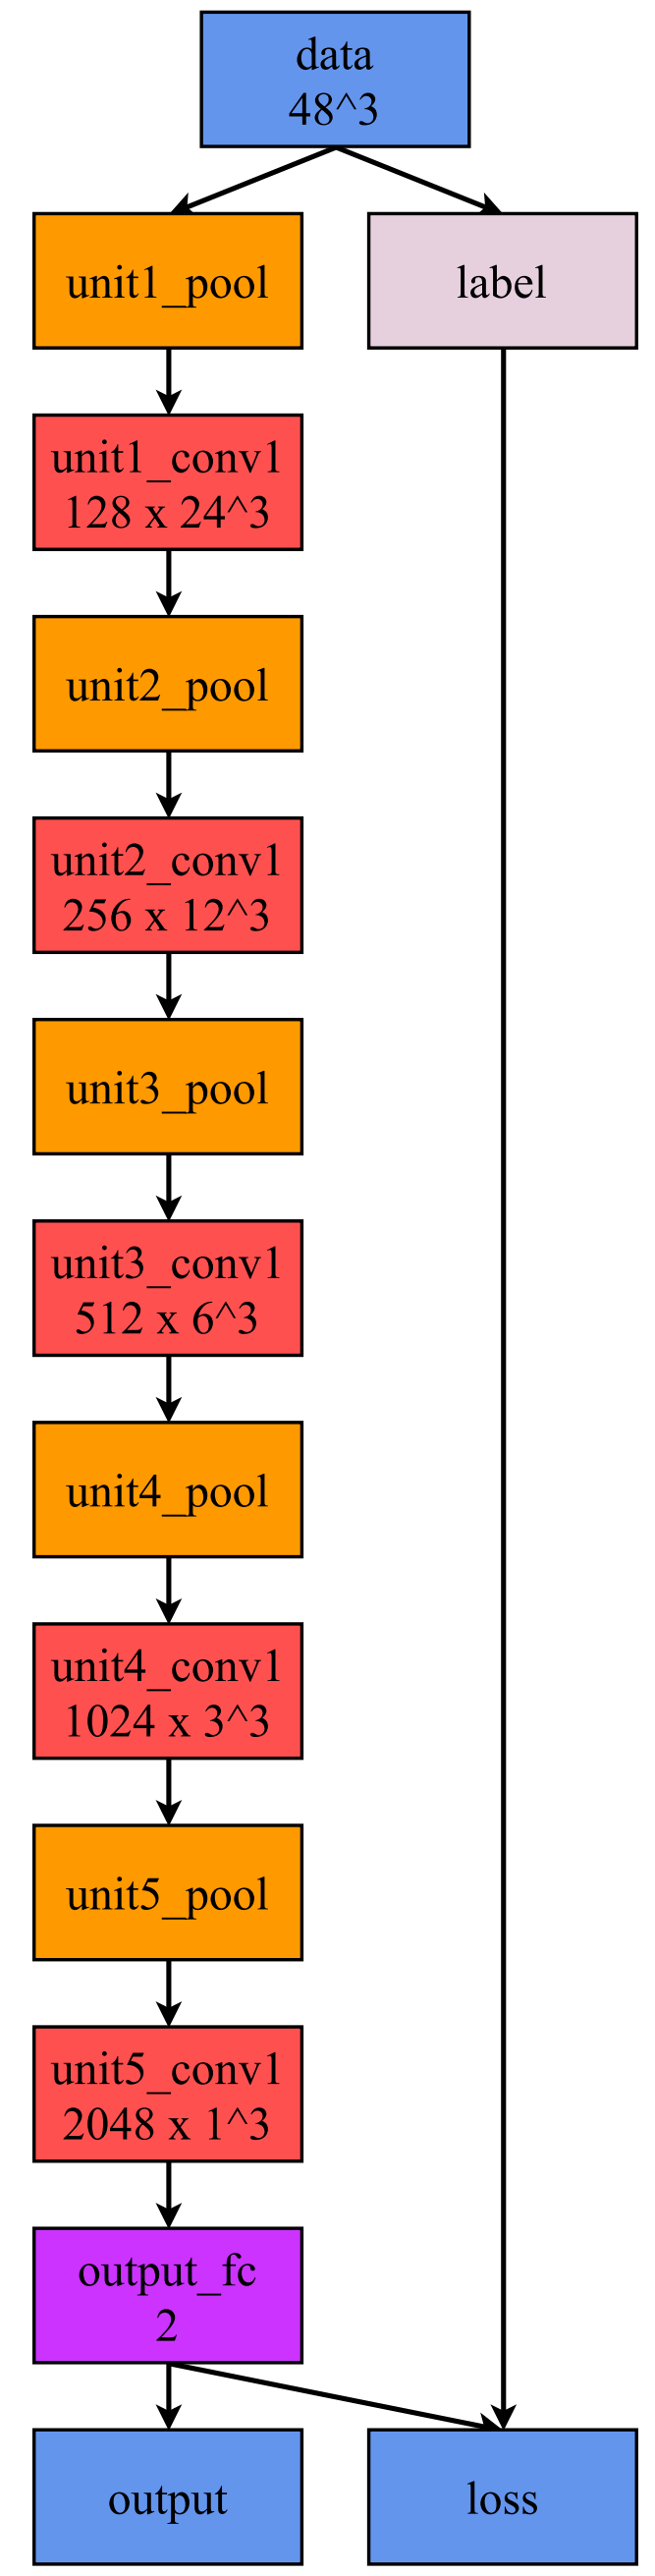 data
48^3
unit1_pool
label
unit1_conv1
128 x 24^3
unit2_pool
unit2_conv1
256 x 12^3
unit3_pool
unit3_conv1
512 x 6^3
unit4_pool
unit4_conv1
1024 x 3^3
unit5_pool
unit5_conv1
2048 x 1^3
output_fc
2
output
loss